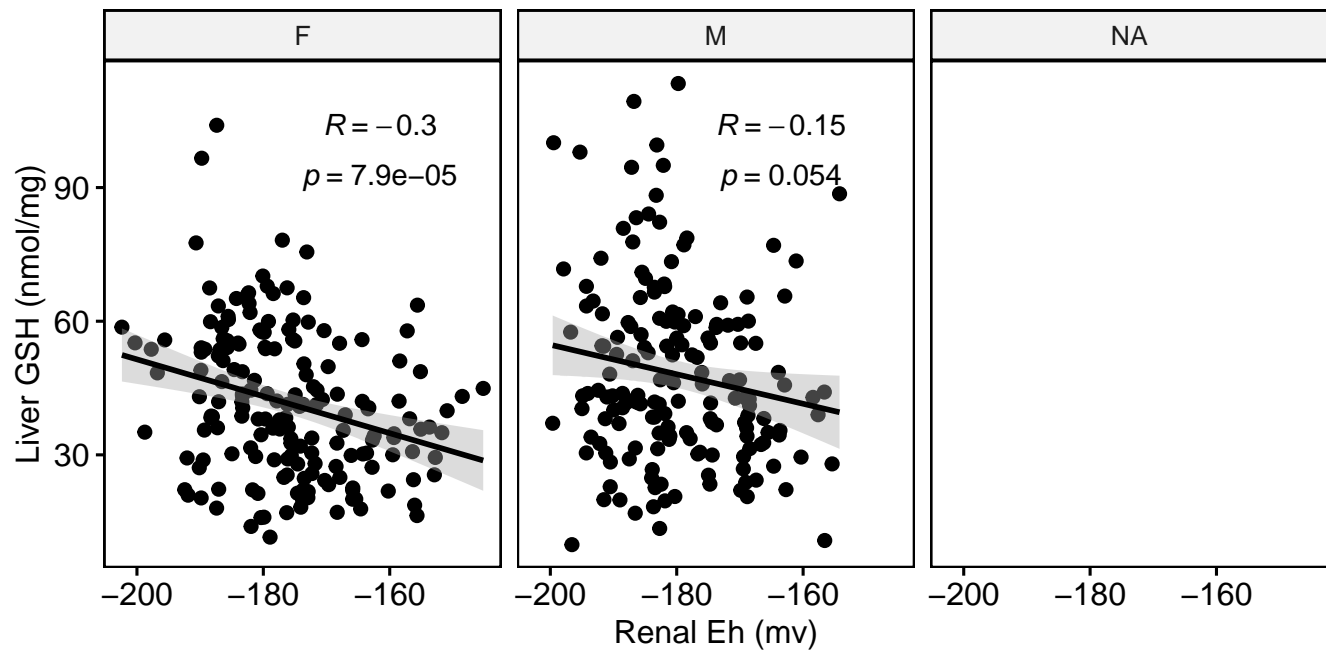 F
M
NA
R = −0.3
p = 7.9e−05
R = −0.15
p = 0.054
Liver GSH (nmol/mg)
90
60
30
−200
−180
−160
−200
−180
−160
−200
−180
−160
Renal Eh (mv)